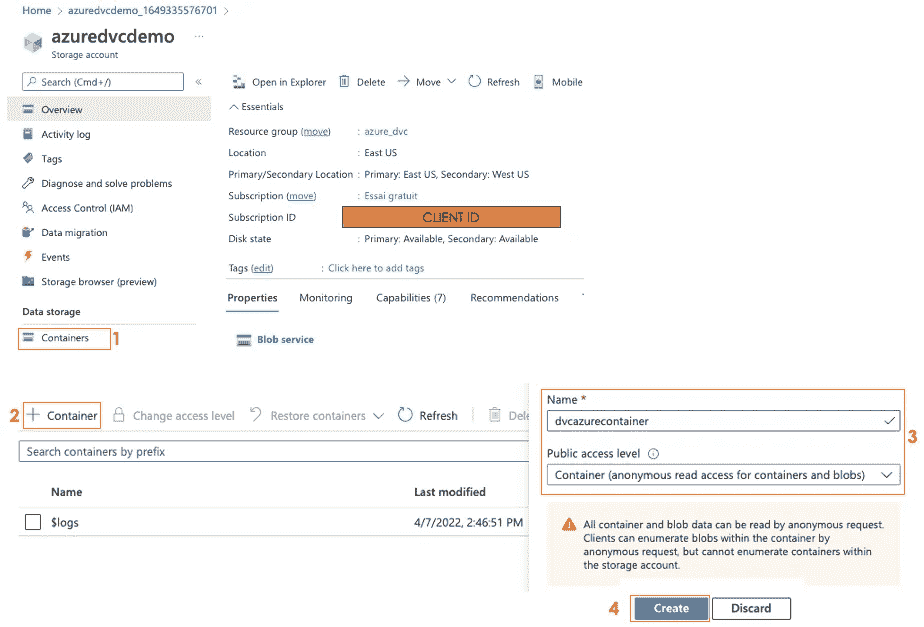 Home > azuredvcdemo_1649335576701 >
azuredvcdemo ...
Storage account
Search (Cmd+/) «
Overview
Activity log
Tags
Diagnose and solve problems
Access Control (IAM)
Data migration
Events
Storage browser (preview)
Data storage
Containers 1
Open in Explorer Delete Move Refresh Mobile
Essentials
Resource group (move) : azure_dvc
Location : East US
Primary/Secondary Location : Primary: East US, Secondary: West US
Subscription (move) : Essai gratuit
Subscription ID CLIENT ID
Disk state : Primary: Available, Secondary: Available
Tags (edit) : Click here to add tags
Properties Monitoring Capabilities (7) Recommendations
Blob service
2 + Container Change access level Restore containers Refresh Dele
Search containers by prefix
Name Last modified
$logs 4/7/2022, 2:46:51 PM
Name *
dvcazurecontainer
3
Public access level
Container (anonymous read access for containers and blobs)
All container and blob data can be read by anonymous request.
Clients can enumerate blobs within the container by
anonymous request, but cannot enumerate containers within
the storage account.
4 Create Discard